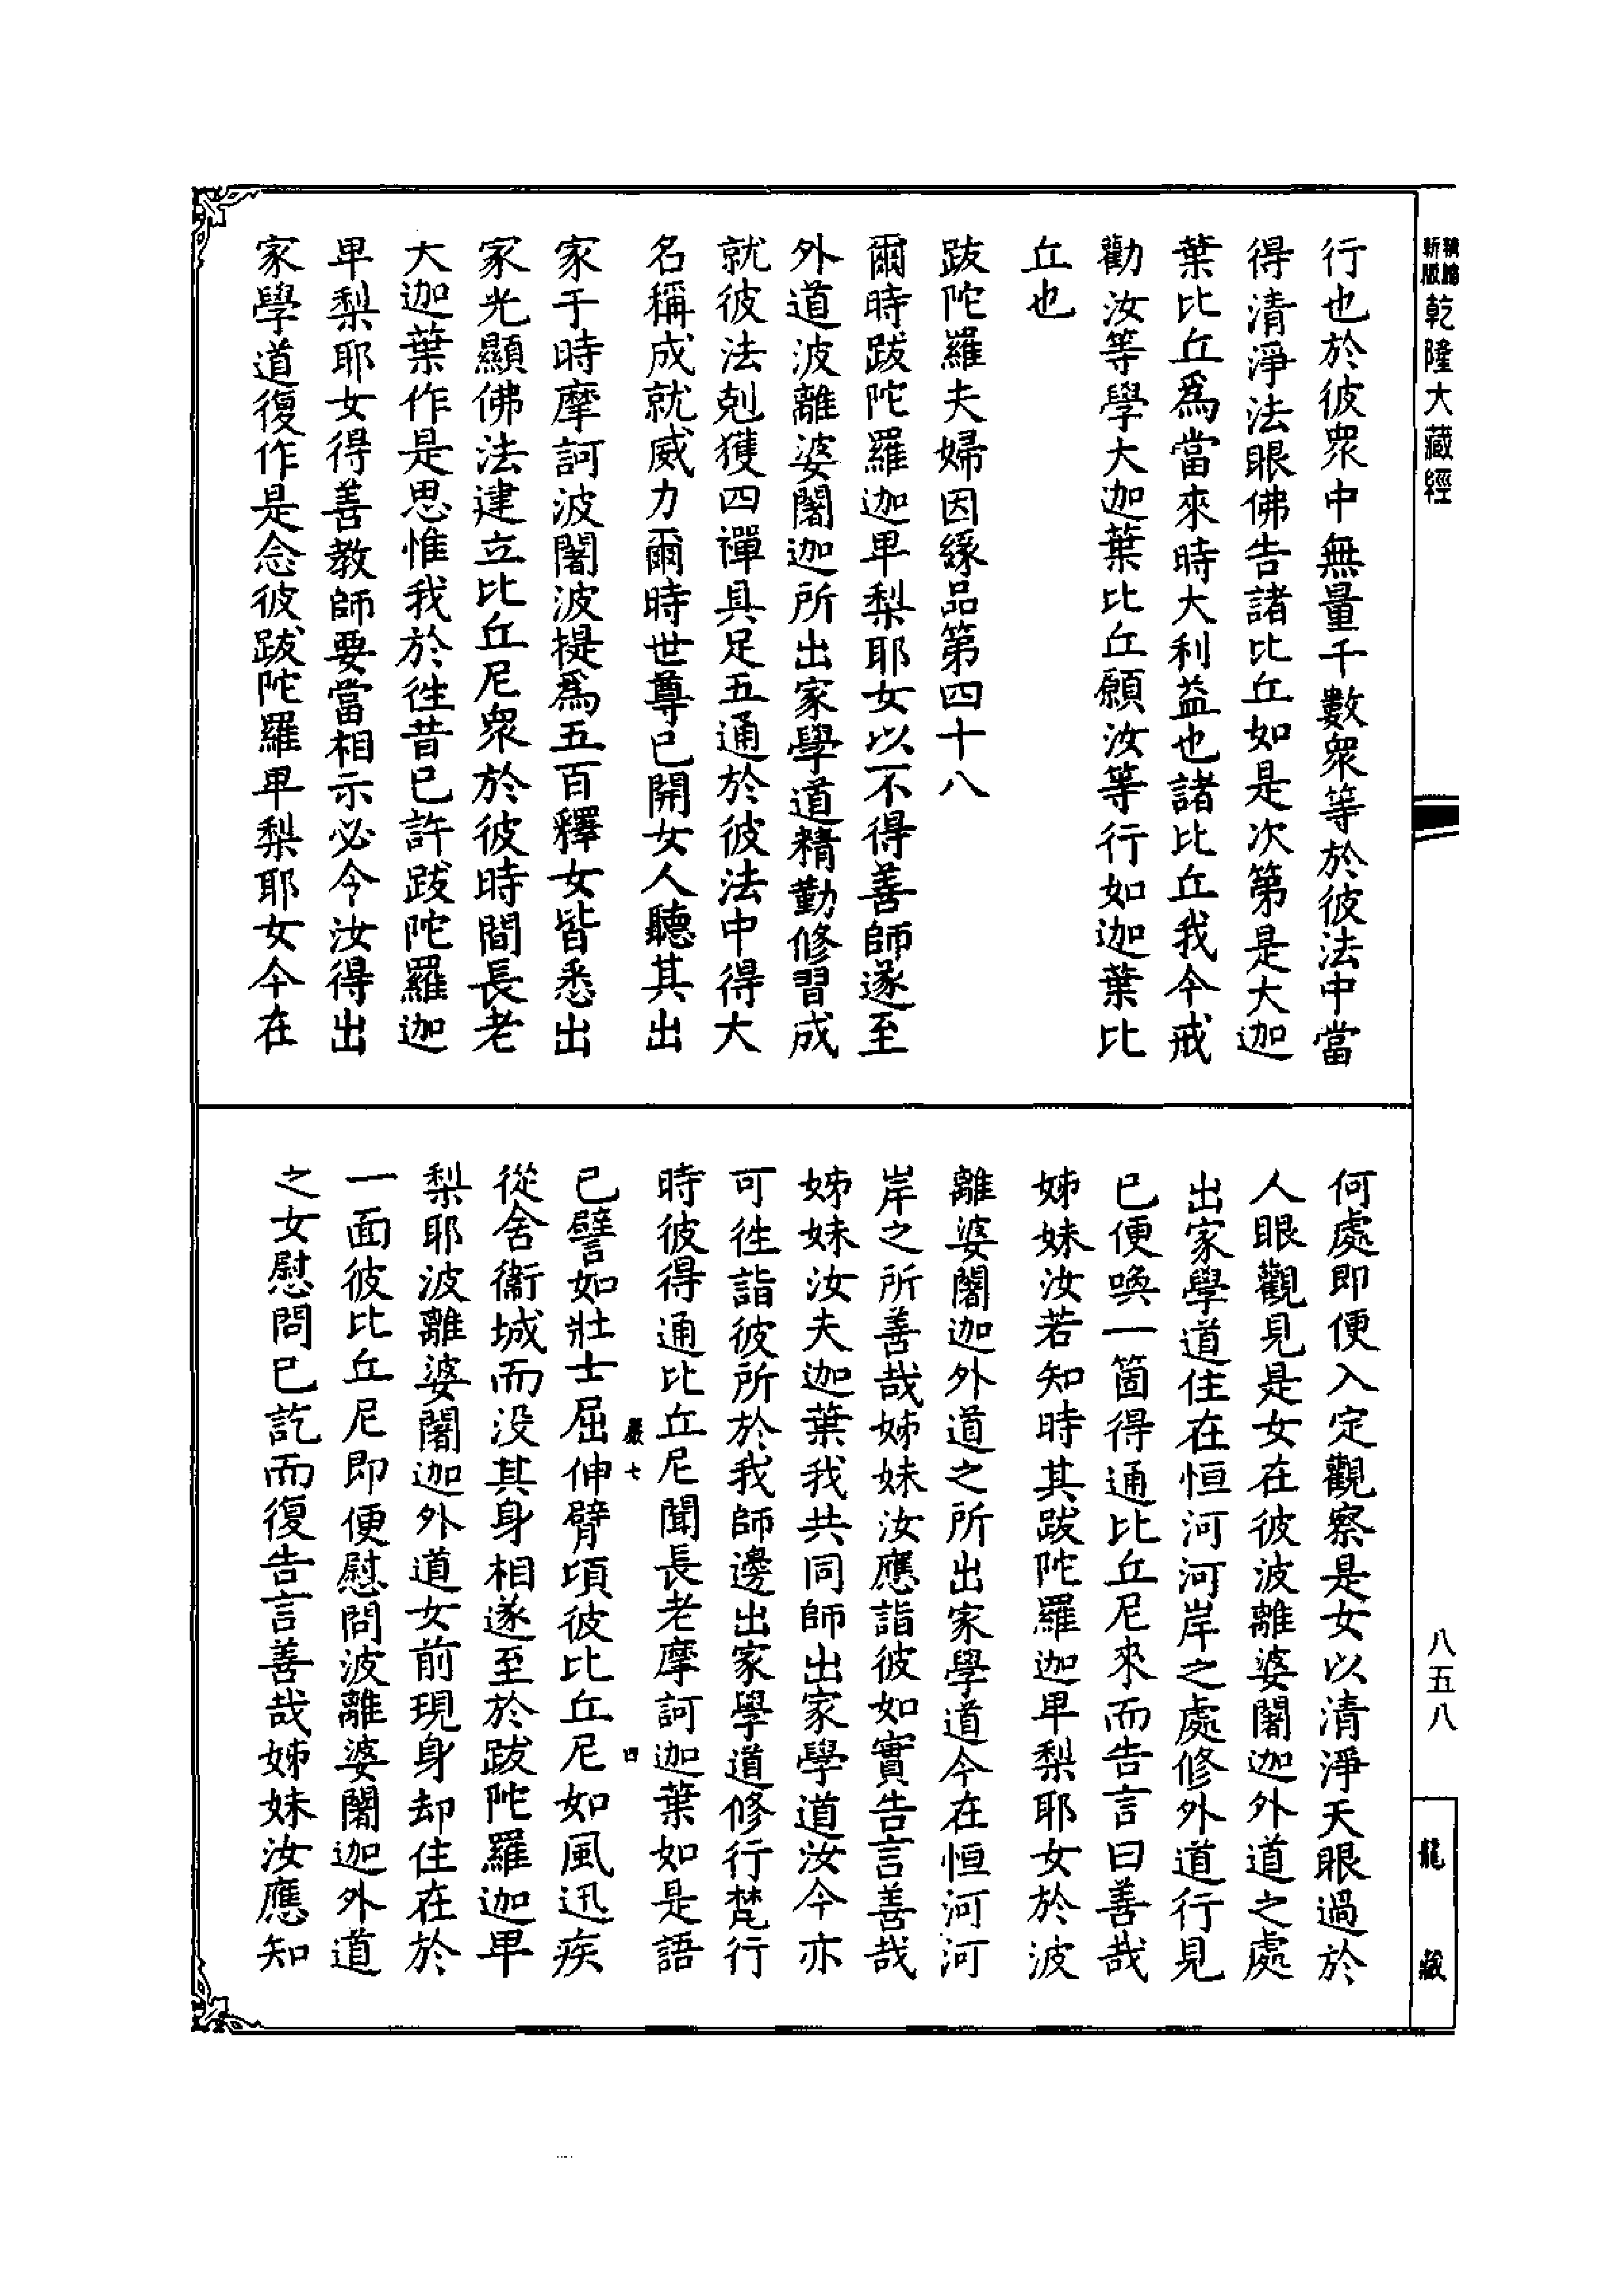 新編縮版 乾隆大藏經
行也於彼衆中無量千數衆等於彼法中當
得清淨法眼佛告諸比丘如是次第是大迦
葉比丘爲當來時大利益也諸比丘我今戒
勸汝等學大迦葉比丘願汝等行如迦葉比
丘也
跋陀羅夫婦因緣品第四十八
爾時跋陀羅迦卑梨耶女以不得善師遂至
外道波離婆闍迦所出家學道精勤修習成
就彼法剋獲四禪具足五通於彼法中得大
名稱成就威力爾時世尊已開女人聽其出
家于時摩訶波闍波提爲五百釋女皆悉出
家光顯佛法建立比丘尼衆於彼時間長老
大迦葉作是思惟我於徃昔已許跋陀羅迦
卑梨耶女得善教師要當相示必令汝得出
家學道復作是念彼跋陀羅卑梨耶女今在
何處即便入定觀察是女以清淨天眼過於
人眼觀見是女在彼波離婆闍迦外道之處
出家學道住在恒河河岸之處修外道行見
已便喚一箇得通比丘尼來而告言曰善哉
姊妹汝若知時其跋陀羅迦卑梨耶女於波
離婆闍迦外道之所出家學道今在恒河河
岸之所善哉姊妹汝應詣彼如實告言善哉
姊妹汝夫迦葉我共同師出家學道汝今亦
可徃詣彼所於我師邊出家學道修行梵行
時彼得通比丘尼聞長老摩訶迦葉如是語
嚴七 四
已譬如壯士屈伸臂頃彼比丘尼如風迅疾
從舍衞城而没其身相遂至於跋陀羅迦卑
梨耶波離婆闍迦外道女前現身却住在於
一面彼比丘尼即便慰問波離婆闍迦外道
之女慰問已訖而復告言善哉姊妹汝應知
八五八
龍藏